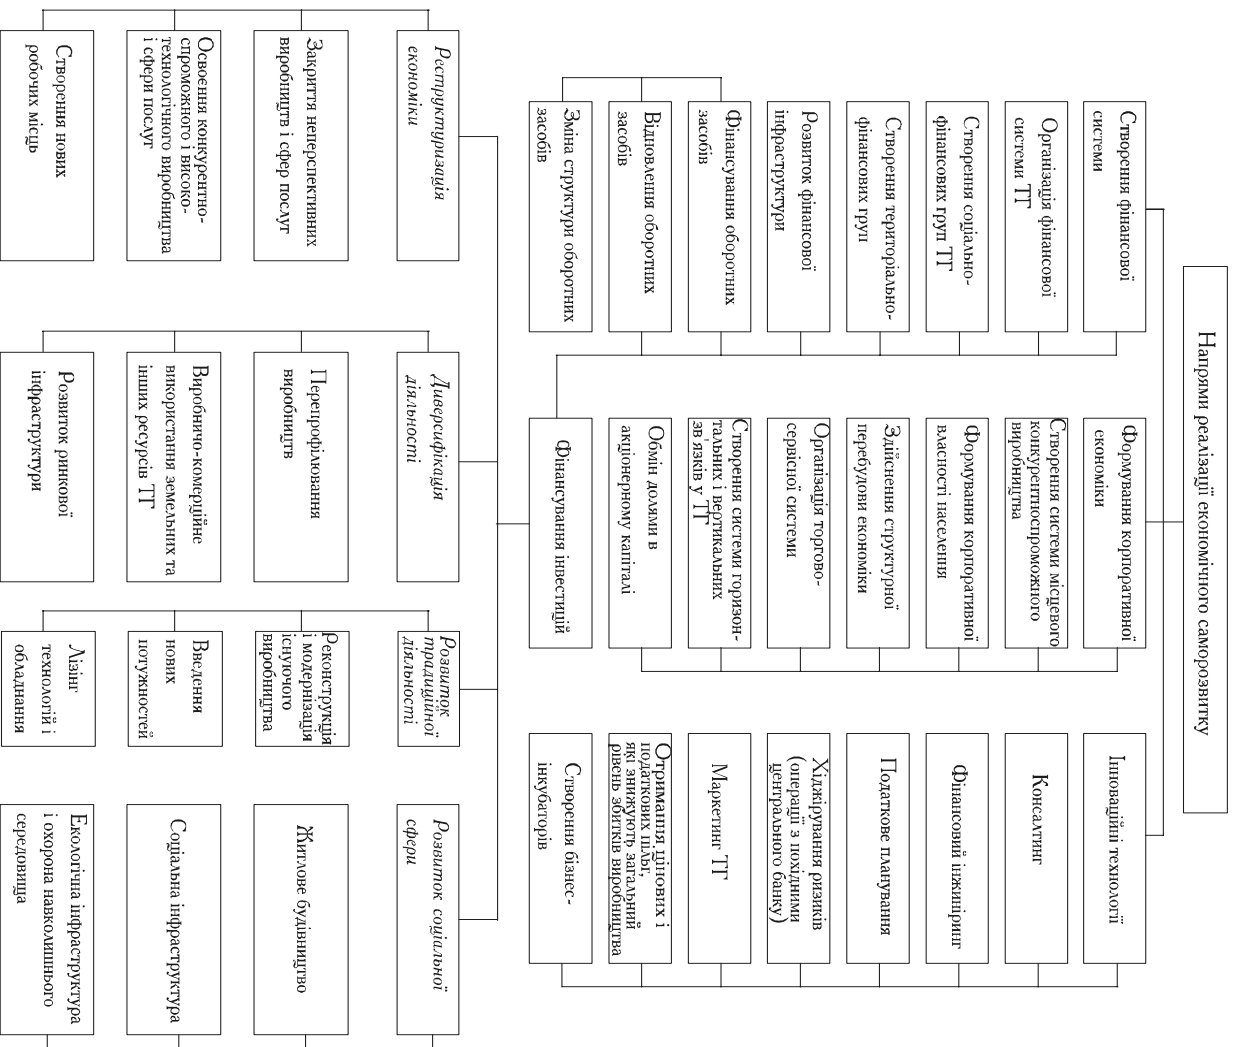 Напрями реалізації економічного саморозвитку
Створення фінансової
системи
Організація фінансової
системи ТГ
Створення соціально-
фінансових груп ТГ
Створення територіально-
фінансових груп
Розвиток фінансової
інфраструктури
Фінансування оборотних
засобів
Відновлення оборотних
засобів
Зміна структури оборотних
засобів
Формування корпоративної
економіки
Створення системи місцевого
конкурентноспроможного
виробництва
Формування корпоративної
власності населення
Здійснення структурної
перебудови економіки
Організація торгово-
сервісної системи
Створення системи горизон-
тальних і вертикальних
зв'язків у ТГ
Обмін долями в
акціонерному капіталі
Фінансування інвестицій
Інноваційні технології
Консалтинг
Фінансовий інжиніринг
Податкове планування
Хіджірування ризиків
(операції з похідними
центрального банку)
Маркетинг ТГ
Отримання цінових і
податкових пільг,
які знижують загальний
рівень збитків виробництва
Створення бізнес-
інкубаторів
Реструктуризація
економіки
Закриття неперспективних
виробництв і сфер послуг
Освоєння конкурентно-
спроможного і високо-
технологічного виробництва
і сфери послуг
Створення нових
робочих місць
Диверсифікація
діяльності
Перепрофілювання
виробництв
Виробничо-комерційне
використання земельних та
інших ресурсів ТГ
Розвиток ринкової
інфраструктури
Розвиток
традиційної
діяльності
Реконструкція
і модернізація
існуючого
виробництва
Введення
нових
потужностей
Лізінг
технологій і
обладнання
Розвиток соціальної
сфери
Житлове будівництво
Соціальна інфраструктура
Екологічна інфраструктура
і охорона навколишнього
середовища